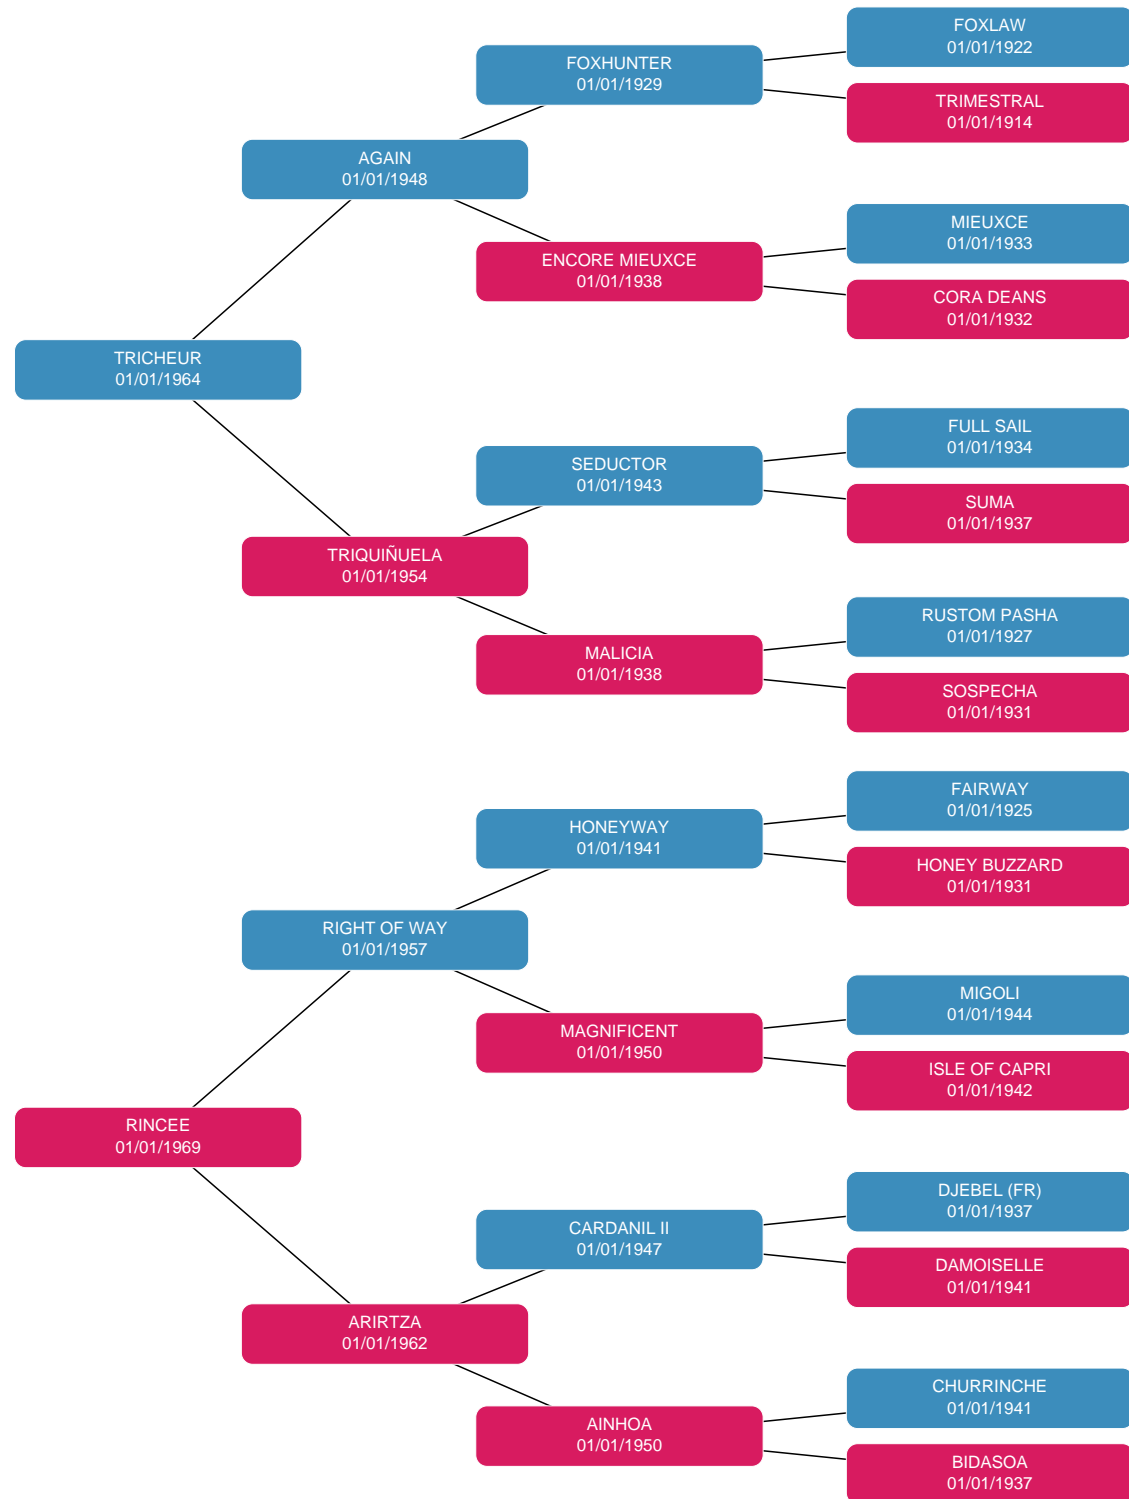 FOXLAW
01/01/1922
FOXHUNTER
01/01/1929
TRIMESTRAL
01/01/1914
AGAIN
01/01/1948
MIEUXCE
01/01/1933
ENCORE MIEUXCE
01/01/1938
CORA DEANS
01/01/1932
TRICHEUR
01/01/1964
FULL SAIL
01/01/1934
SEDUCTOR
01/01/1943
SUMA
01/01/1937
TRIQUIÑUELA
01/01/1954
RUSTOM PASHA
01/01/1927
MALICIA
01/01/1938
SOSPECHA
01/01/1931
FAIRWAY
01/01/1925
HONEYWAY
01/01/1941
HONEY BUZZARD
01/01/1931
RIGHT OF WAY
01/01/1957
MIGOLI
01/01/1944
MAGNIFICENT
01/01/1950
ISLE OF CAPRI
01/01/1942
RINCEE
01/01/1969
DJEBEL (FR)
01/01/1937
CARDANIL II
01/01/1947
DAMOISELLE
01/01/1941
ARIRTZA
01/01/1962
CHURRINCHE
01/01/1941
AINHOA
01/01/1950
BIDASOA
01/01/1937